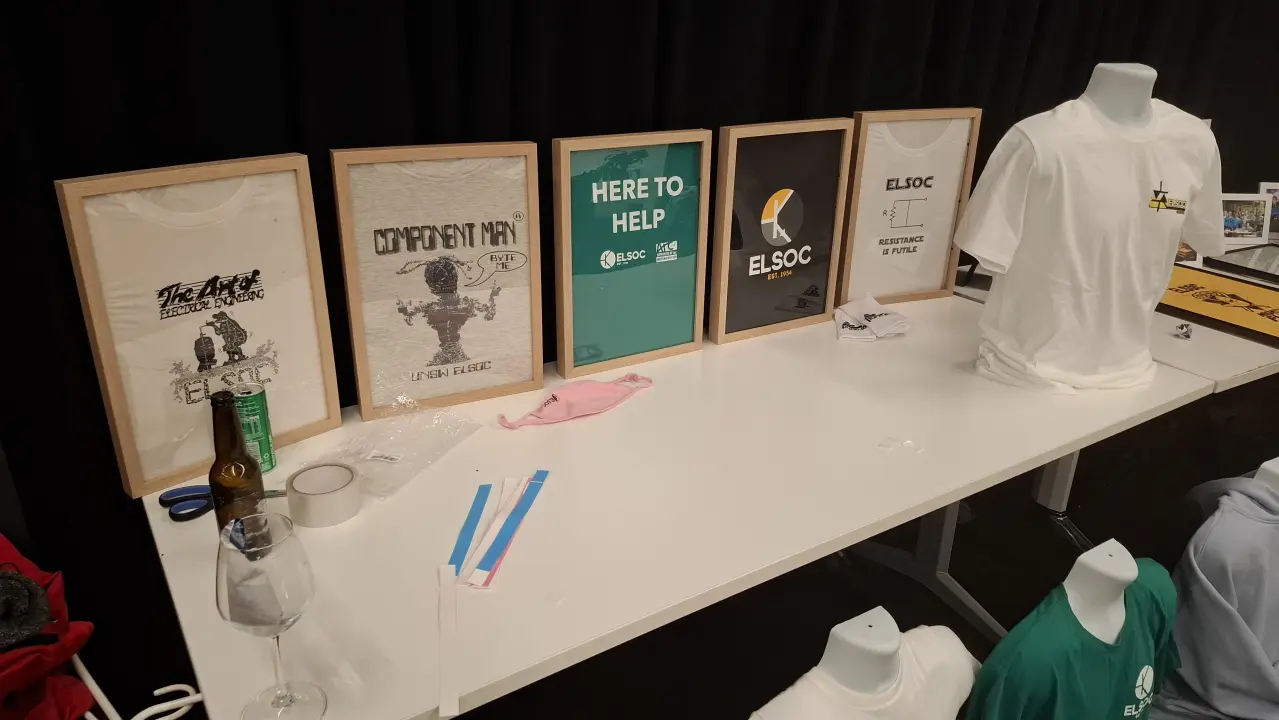 The Art of
ELECTRICAL ENGINEERING
ELSOC
COMPONENT MAN
BYTE
ME
UNSW ELSOC
HERE TO
HELP
ELSOC
Arc
ELSOC
EST. 1954
ELSOC
R
RESISTANCE
IS FUTILE
ELSOC